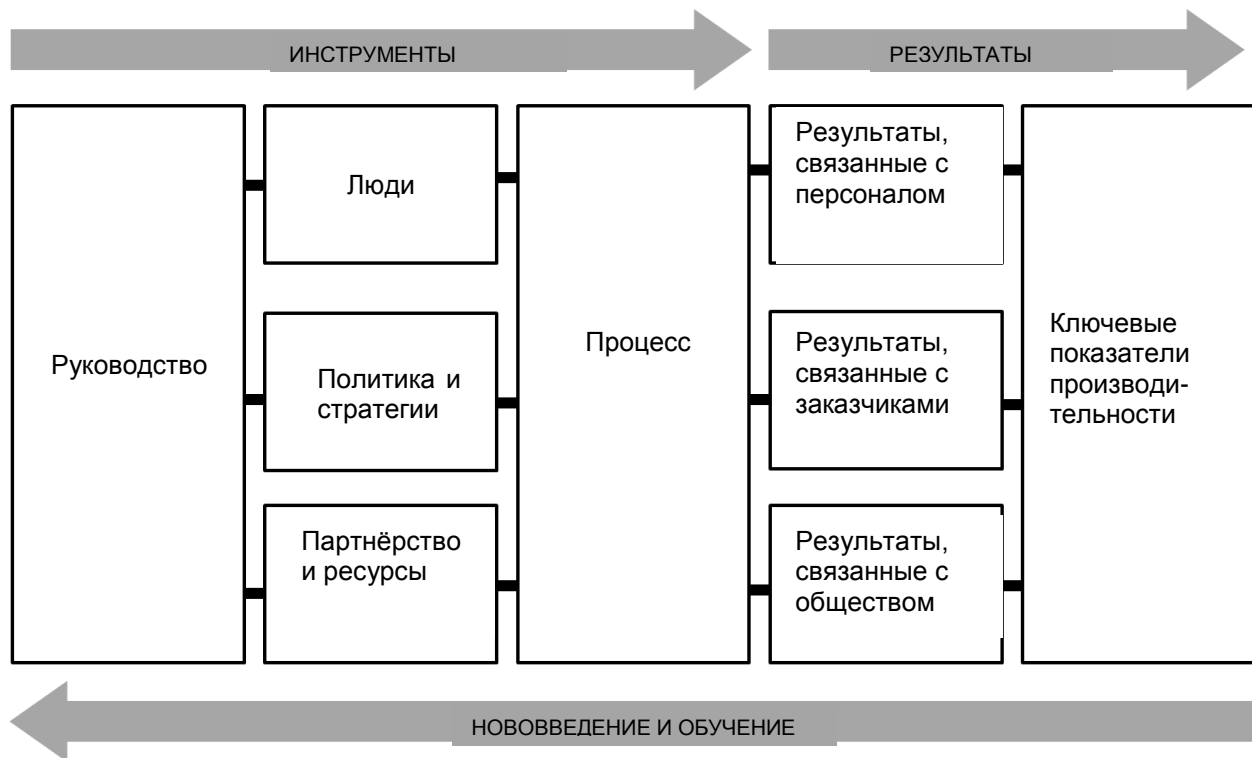 ИНСТРУМЕНТЫ
РЕЗУЛЬТАТЫ
Руководство
Люди
Политика и
стратегии
Партнёрство
и ресурсы
Процесс
Результаты,
связанные с
персоналом
Результаты,
связанные с
заказчиками
Результаты,
связанные с
обществом
Ключевые
показатели
производи-
тельности
НОВОВВЕДЕНИЕ И ОБУЧЕНИЕ